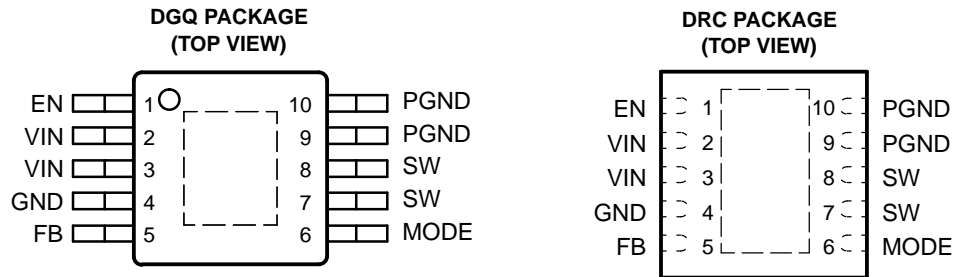 DGQ PACKAGE
(TOP VIEW)
EN 1 10 PGND
VIN 2 9 PGND
VIN 3 8 SW
GND 4 7 SW
FB 5 6 MODE
DRC PACKAGE
(TOP VIEW)
EN 1 10 PGND
VIN 2 9 PGND
VIN 3 8 SW
GND 4 7 SW
FB 5 6 MODE